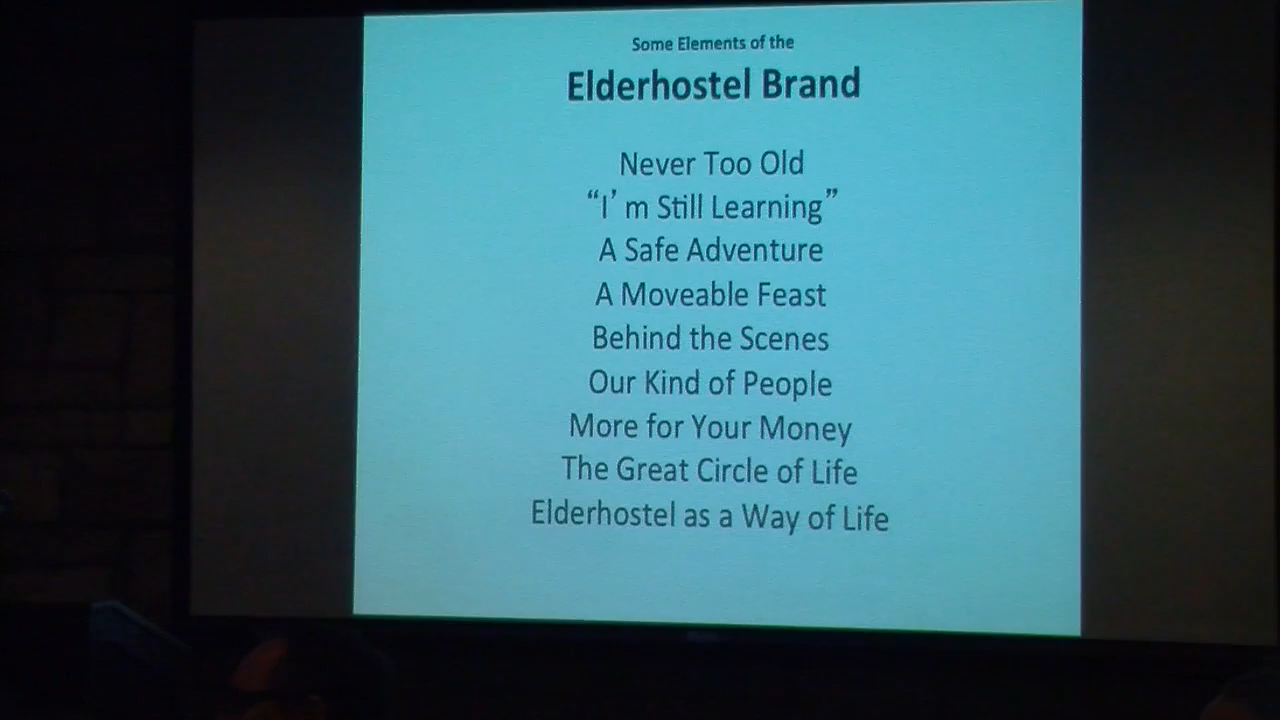 Some Elements of the
Elderhostel Brand
Never Too Old
“I’ m Still Learning”
A Safe Adventure
A Moveable Feast
Behind the Scenes
Our Kind of People
More for Your Money
The Great Circle of Life
Elderhostel as a Way of Life